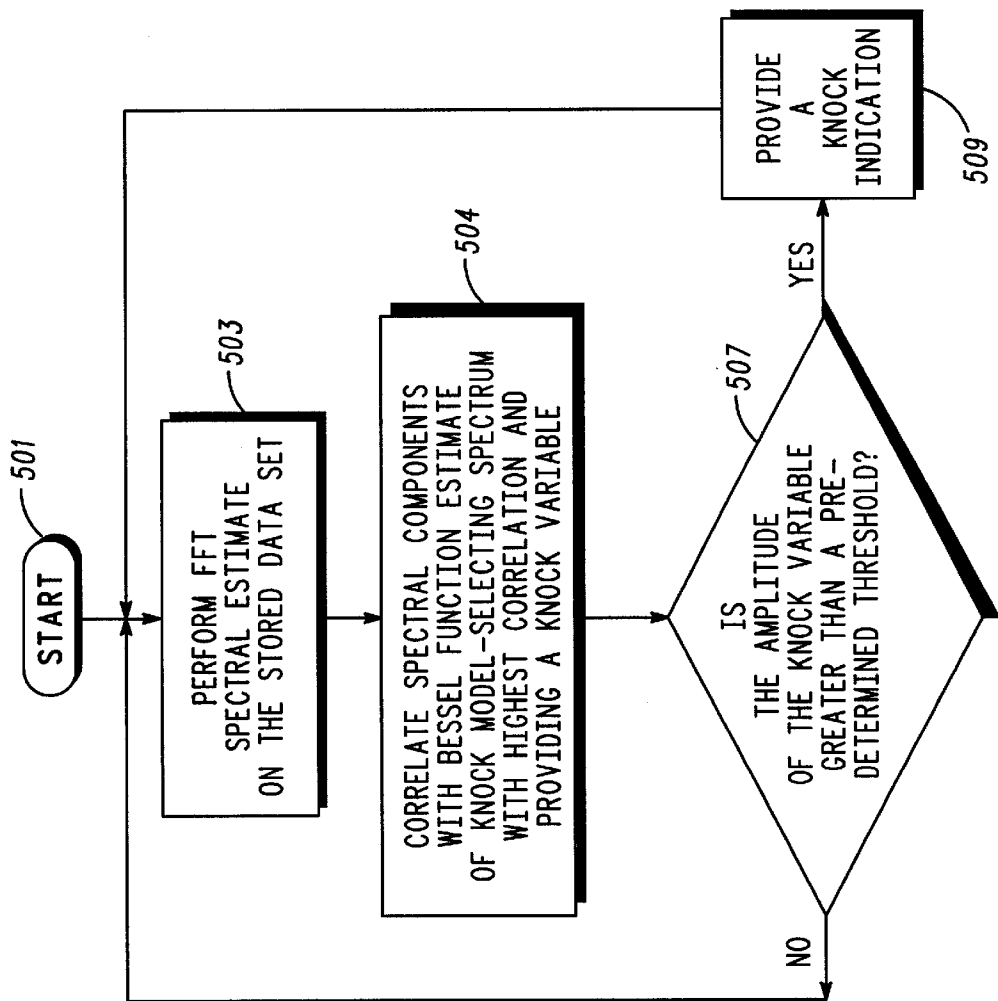 START
501
PERFORM FFT
SPECTRAL ESTIMATE
ON THE STORED DATA SET
503
CORRELATE SPECTRAL COMPONENTS
WITH BESSEL FUNCTION ESTIMATE
OF KNOCK MODEL-SELECTING SPECTRUM
WITH HIGHEST CORRELATION AND
PROVIDING A KNOCK VARIABLE
504
IS
THE AMPLITUDE
OF THE KNOCK VARIABLE
GREATER THAN A PRE-
DETERMINED THRESHOLD?
507
NO
YES
PROVIDE
A
KNOCK
INDICATION
509